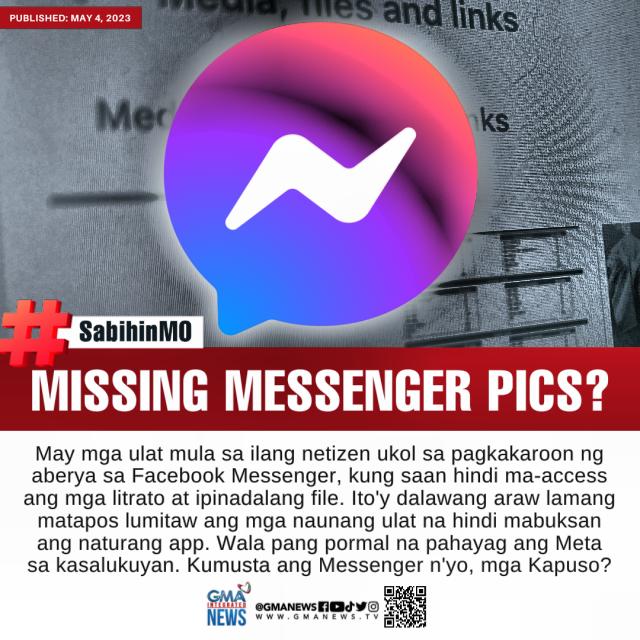 PUBLISHED: MAY 4, 2023
Media, files and links
#
SabihinMO
MISSING MESSENGER PICS?
May mga ulat mula sa ilang netizen ukol sa pagkakaroon ng
aberya sa Facebook Messenger, kung saan hindi ma-access
ang mga litrato at ipinadalang file. Ito'y dalawang araw lamang
matapos lumitaw ang mga naunang ulat na hindi mabuksan
ang naturang app. Wala pang pormal na pahayag ang Meta
sa kasalukuyan. Kumusta ang Messenger n'yo, mga Kapuso?
GMA
INTEGRATED
NEWS
@GMANEWS
WWW.GMANEWS.TV